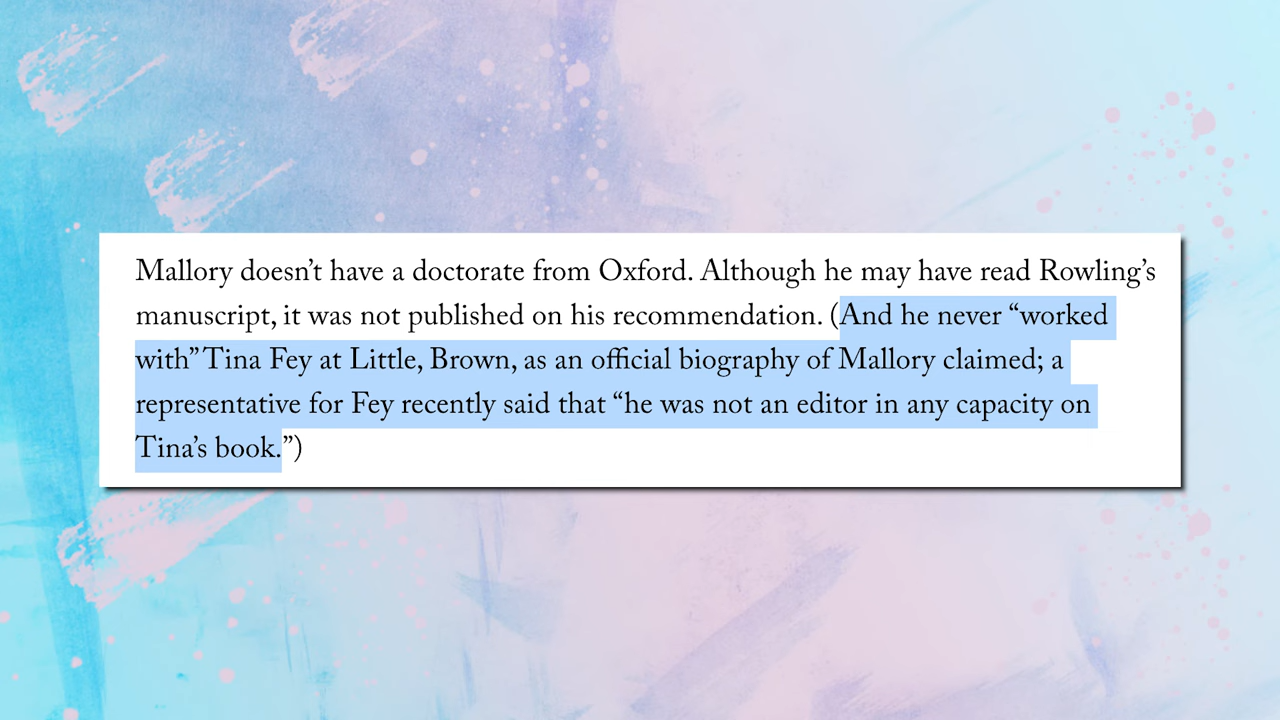 Mallory doesn’t have a doctorate from Oxford. Although he may have read Rowling’s
manuscript, it was not published on his recommendation. (And he never “worked
with” Tina Fey at Little, Brown, as an official biography of Mallory claimed; a
representative for Fey recently said that “he was not an editor in any capacity on
Tina’s book.”)